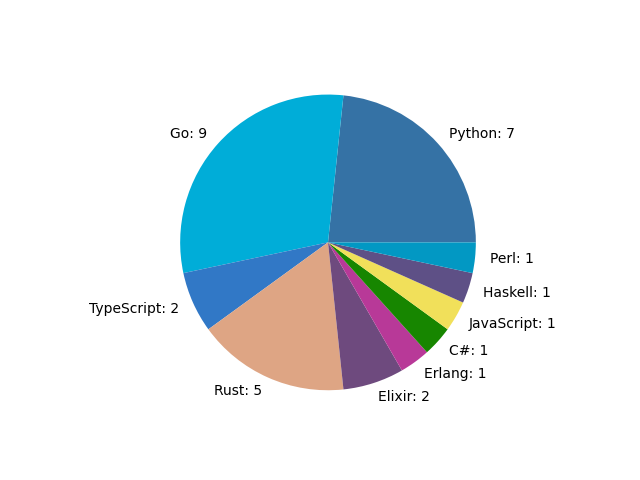 Go: 9
Python: 7
Perl: 1
Haskell: 1
TypeScript: 2
JavaScript: 1
C#: 1
Erlang: 1
Rust: 5
Elixir: 2